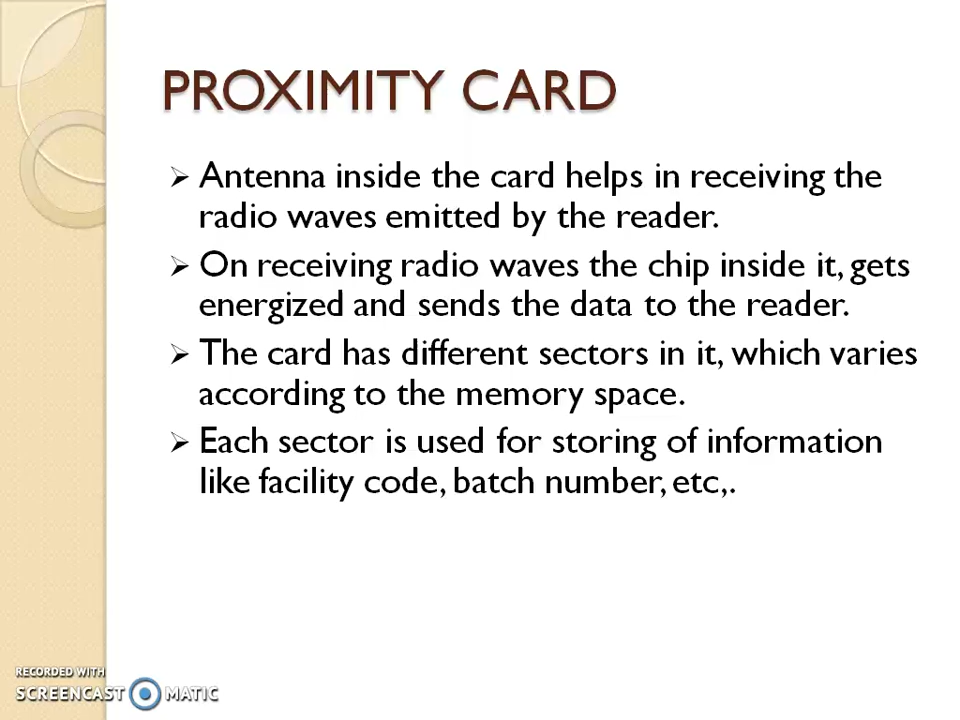 PROXIMITY CARD
➢ Antenna inside the card helps in receiving the
radio waves emitted by the reader.
➢ On receiving radio waves the chip inside it, gets
energized and sends the data to the reader.
➢ The card has different sectors in it, which varies
according to the memory space.
➢ Each sector is used for storing of information
like facility code, batch number, etc,.
RECORDED WITH
SCREENCAST MATIC